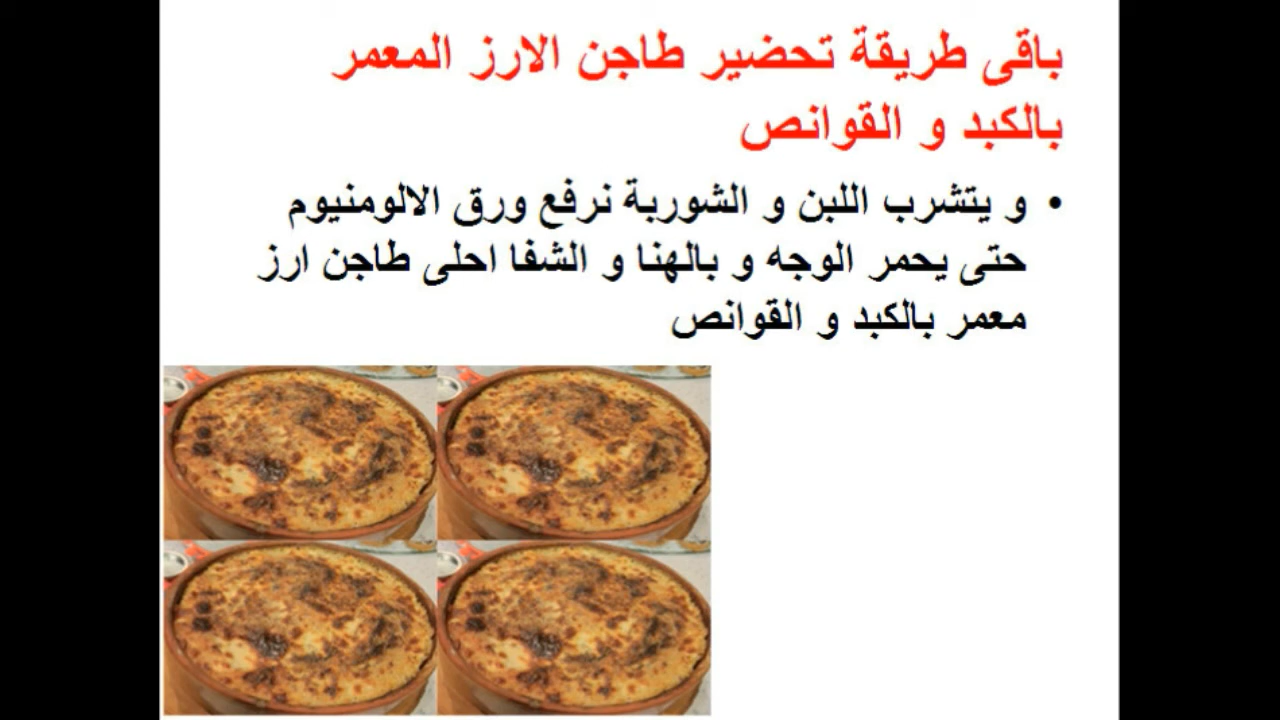 باقى طريقة تحضير طاجن الارز المعمر
بالكبد و القوانص
• و يتشرب اللبن و الشوربة نرفع ورق الالومنيوم
حتى يحمر الوجه و بالهنا و الشفا احلى طاجن ارز
معمر بالكبد و القوانص